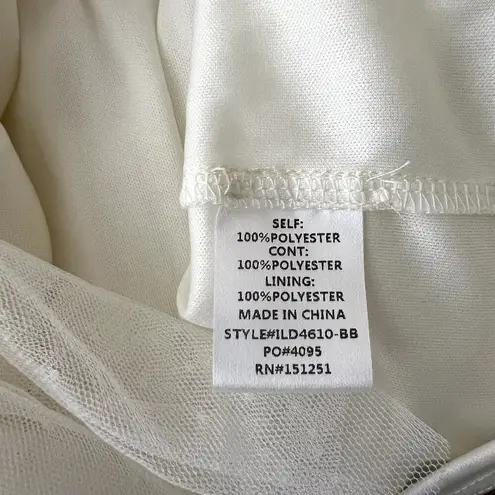 SELF:
100%POLYESTER
CONT:
100%POLYESTER
LINING:
100%POLYESTER
MADE IN CHINA
STYLE#ILD4610-BB
PO#4095
RN#151251